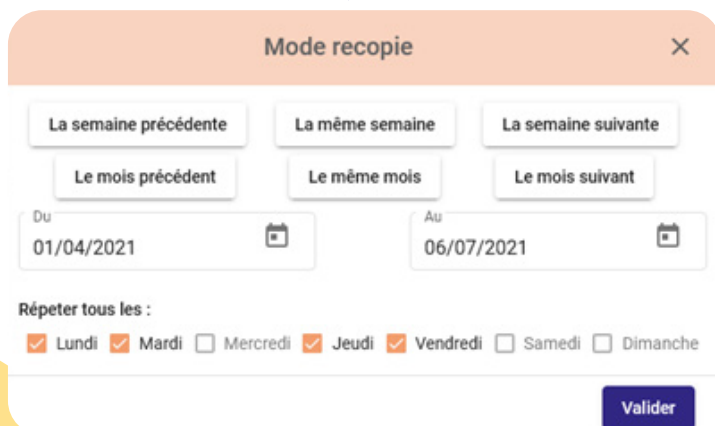 Mode recopie
La semaine précédente La même semaine La semaine suivante
Le mois précédent Le même mois Le mois suivant
Du Au
01/04/2021 06/07/2021
Répeter tous les :
Lundi Mardi Mercredi Jeudi Vendredi Samedi Dimanche
Valider